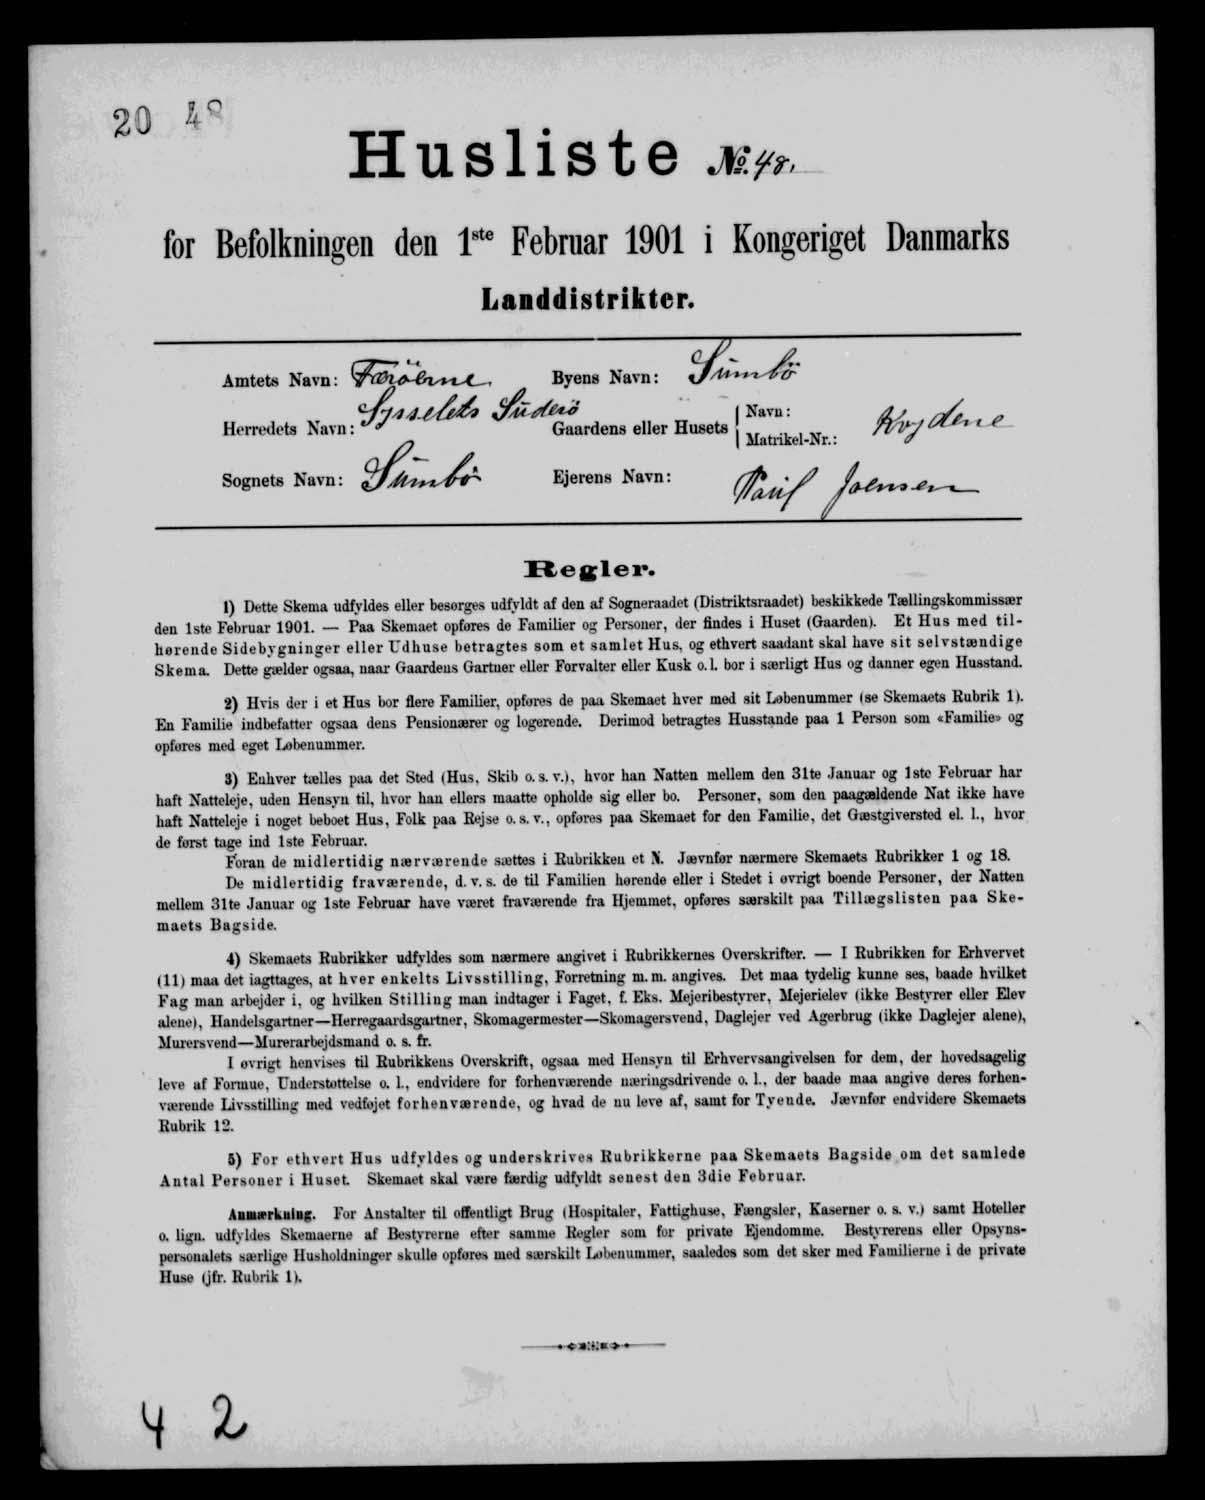 20 48
Husliste No. 48.
for Befolkningen den 1ste Februar 1901 i Kongeriget Danmarks
Landdistrikter.
Amtets Navn: Færöerne. Byens Navn: Sumbö
Herredets Navn: Sysselets Suderö Gaardens eller Husets Navn: Matrikel-Nr.: Krydene
Sognets Navn: Sumbö Ejerens Navn: Poul Joensen
Regler.
1) Dette Skema udfyldes eller besørges udfyldt af den af Sogneraadet (Distriktsraadet) beskikkede Tællingskommissær
den 1ste Februar 1901. — Paa Skemaet opføres de Familier og Personer, der findes i Huset (Gaarden). Et Hus med til-
hørende Sidebygninger eller Udhuse betragtes som et samlet Hus, og ethvert saadant skal have sit selvstændige
Skema. Dette gælder ogsaa, naar Gaardens Gartner eller Forvalter eller Kusk o. l. bor i særligt Hus og danner egen Husstand.
2) Hvis der i et Hus bor flere Familier, opføres de paa Skemaet hver med sit Løbenummer (se Skemaets Rubrik 1).
En Familie indbefatter ogsaa dens Pensionærer og logerende. Derimod betragtes Husstande paa 1 Person som «Familie» og
opføres med eget Løbenummer.
3) Enhver tælles paa det Sted (Hus, Skib o. s. v.), hvor han Natten mellem den 31te Januar og 1ste Februar har
haft Natteleje, uden Hensyn til, hvor han ellers maatte opholde sig eller bo. Personer, som den paagældende Nat ikke have
haft Natteleje i noget beboet Hus, Folk paa Rejse o. s. v., opføres paa Skemaet for den Familie, det Gæstgiversted el. l., hvor
de først tage ind 1ste Februar.
Foran de midlertidig nærværende sættes i Rubrikken et N. Jævnfør nærmere Skemaets Rubrikker 1 og 18.
De midlertidig fraværende, d. v. s. de til Familien hørende eller i Stedet i øvrigt boende Personer, der Natten
mellem 31te Januar og 1ste Februar have været fraværende fra Hjemmet, opføres særskilt paa Tillægslisten paa Ske-
maets Bagside.
4) Skemaets Rubrikker udfyldes som nærmere angivet i Rubrikkernes Overskrifter. — I Rubrikken for Erhvervet
(11) maa det iagttages, at hver enkelts Livsstilling, Forretning m. m. angives. Det maa tydelig kunne ses, baade hvilket
Fag man arbejder i, og hvilken Stilling man indtager i Faget, f. Eks. Mejeribestyrer, Mejerielev (ikke Bestyrer eller Elev
alene), Handelsgartner—Herregaardsgartner, Skomagermester—Skomagersvend, Daglejer ved Agerbrug (ikke Daglejer alene),
Murersvend—Murerarbejdsmand o. s. fr.
I øvrigt henvises til Rubrikkens Overskrift, ogsaa med Hensyn til Erhvervsangivelsen for dem, der hovedsagelig
leve af Formue, Understøttelse o. l., endvidere for forhenværende næringsdrivende o. l., der baade maa angive deres forhen-
værende Livsstilling med vedføjet forhenværende, og hvad de nu leve af, samt for Tyende. Jævnfør endvidere Skemaets
Rubrik 12.
5) For ethvert Hus udfyldes og underskrives Rubrikkerne paa Skemaets Bagside om det samlede
Antal Personer i Huset. Skemaet skal være færdig udfyldt senest den 3die Februar.
Anmærkning. For Anstalter til offentligt Brug (Hospitaler, Fattighuse, Fængsler, Kaserner o. s. v.) samt Hoteller
o. lign. udfyldes Skemaerne af Bestyrerne efter samme Regler som for private Ejendomme. Bestyrerens eller Opsyns-
personalets særlige Husholdninger skulle opføres med særskilt Løbenummer, saaledes som det sker med Familierne i de private
Huse (jfr. Rubrik 1).
4 2